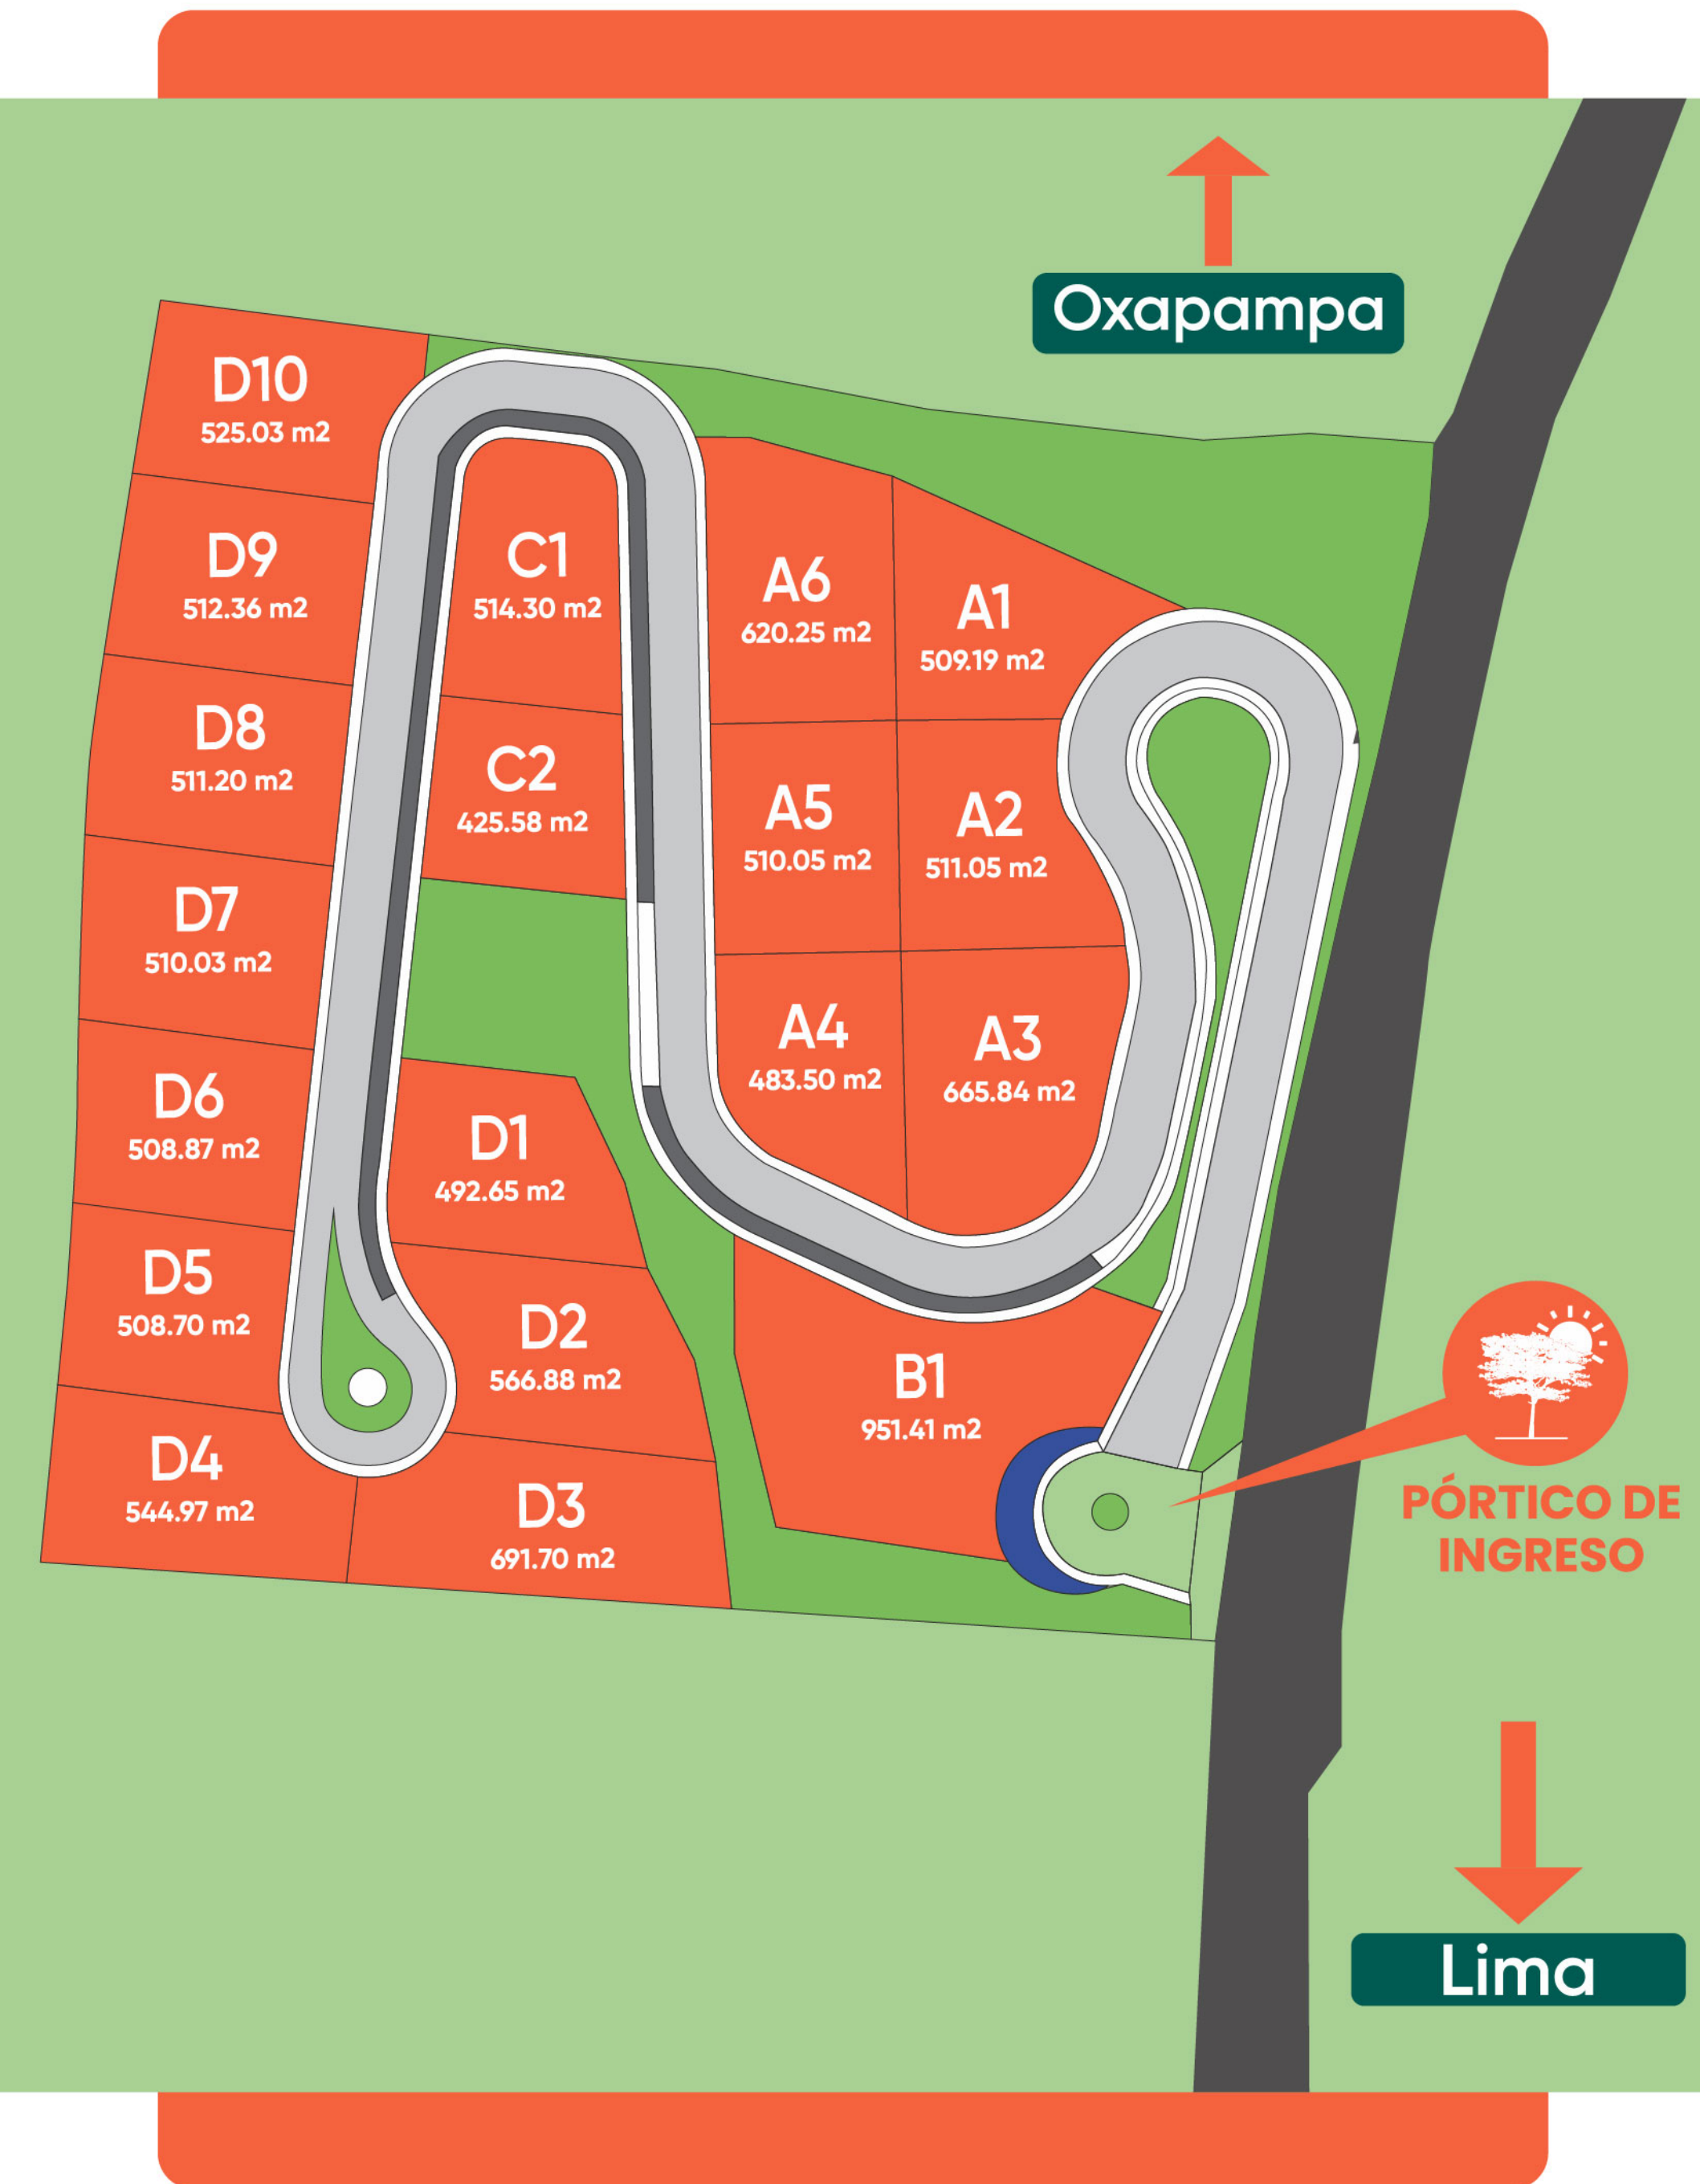 Oxapampa
D10
525.03 m2
D9
512.36 m2
C1
514.30 m2
A6
620.25 m2
A1
509.19 m2
D8
511.20 m2
C2
425.58 m2
A5
510.05 m2
A2
511.05 m2
D7
510.03 m2
A4
483.50 m2
A3
665.84 m2
D6
508.87 m2
D1
492.65 m2
D5
508.70 m2
D2
566.88 m2
B1
951.41 m2
D4
544.97 m2
D3
691.70 m2
PÓRTICO DE
INGRESO
Lima